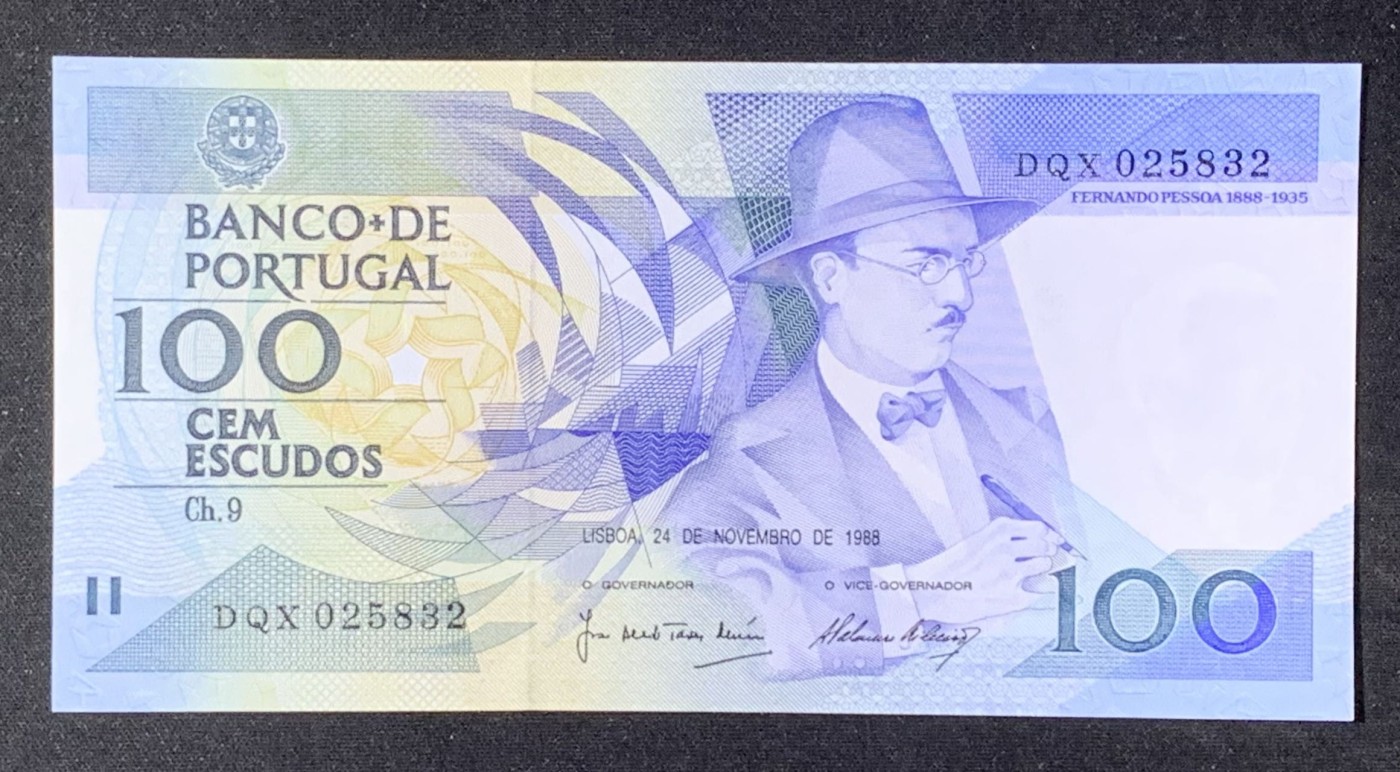 DQX 025832
FERNANDO PESSOA 1888-1935
BANCO DE
PORTUGAL
100
CEM
ESCUDOS
Ch. 9
LISBOA, 24 DE NOVEMBRO DE 1988
O GOVERNADOR O VICE-GOVERNADOR
DQX 025832
100